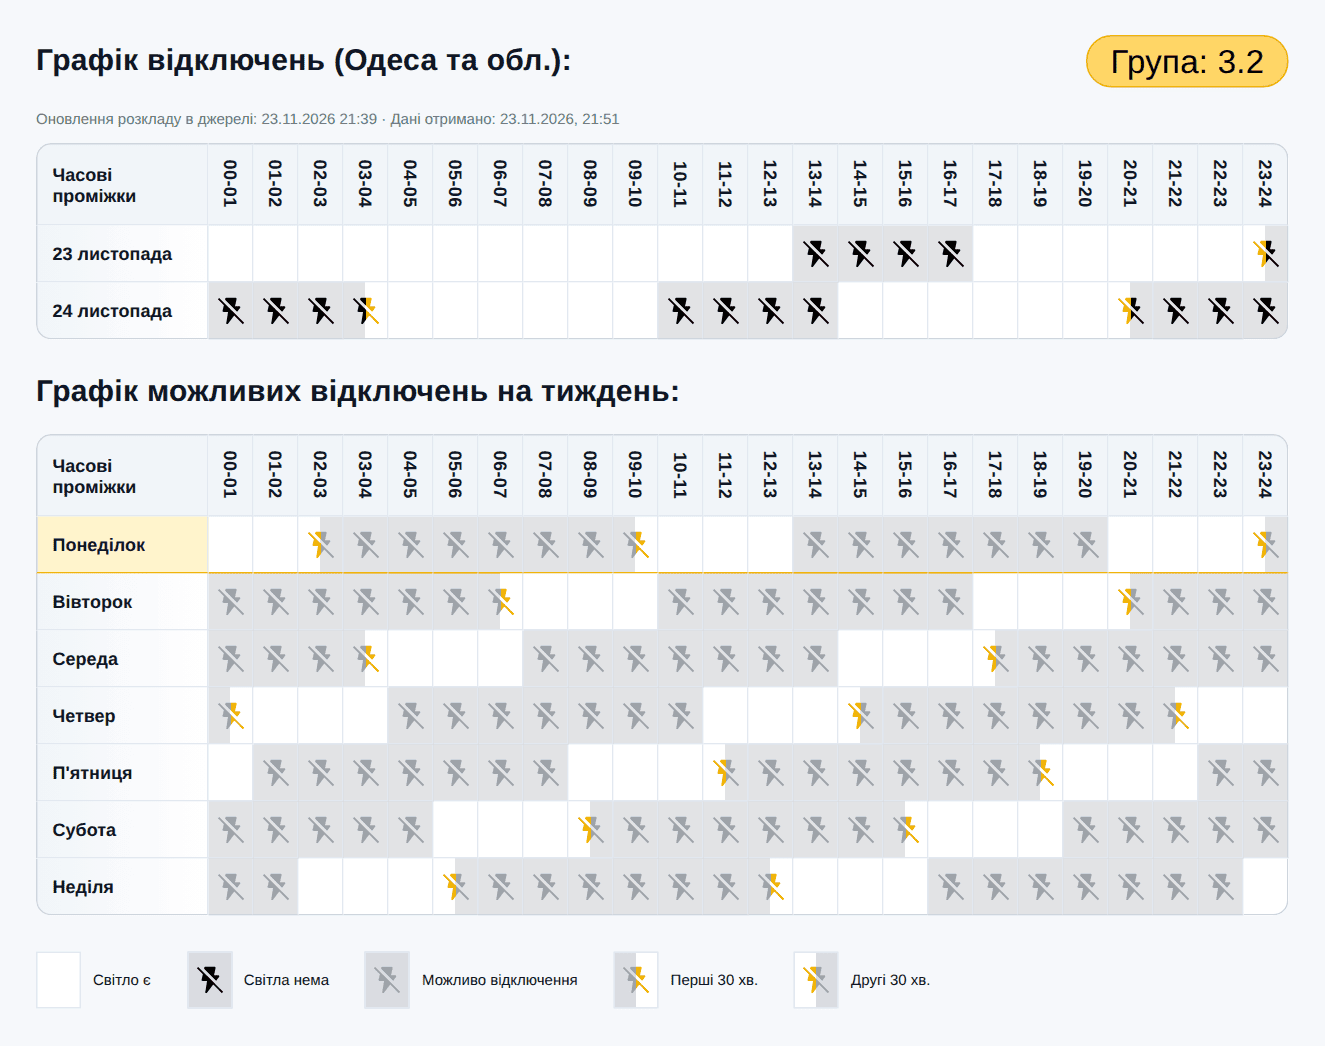 Графік відключень (Одеса та обл.):
Група: 3.2
Оновлення розкладу в джерелі: 23.11.2026 21:39 · Дані отримано: 23.11.2026, 21:51
Часові
проміжки
00-01 01-02 02-03 03-04 04-05 05-06 06-07 07-08 08-09 09-10 10-11 11-12 12-13 13-14 14-15 15-16 16-17 17-18 18-19 19-20 20-21 21-22 22-23 23-24
23 листопада
24 листопада
Графік можливих відключень на тиждень:
Часові
проміжки
00-01 01-02 02-03 03-04 04-05 05-06 06-07 07-08 08-09 09-10 10-11 11-12 12-13 13-14 14-15 15-16 16-17 17-18 18-19 19-20 20-21 21-22 22-23 23-24
Понеділок
Вівторок
Середа
Четвер
П'ятниця
Субота
Неділя
Світло є
Світла нема
Можливо відключення
Перші 30 хв.
Другі 30 хв.